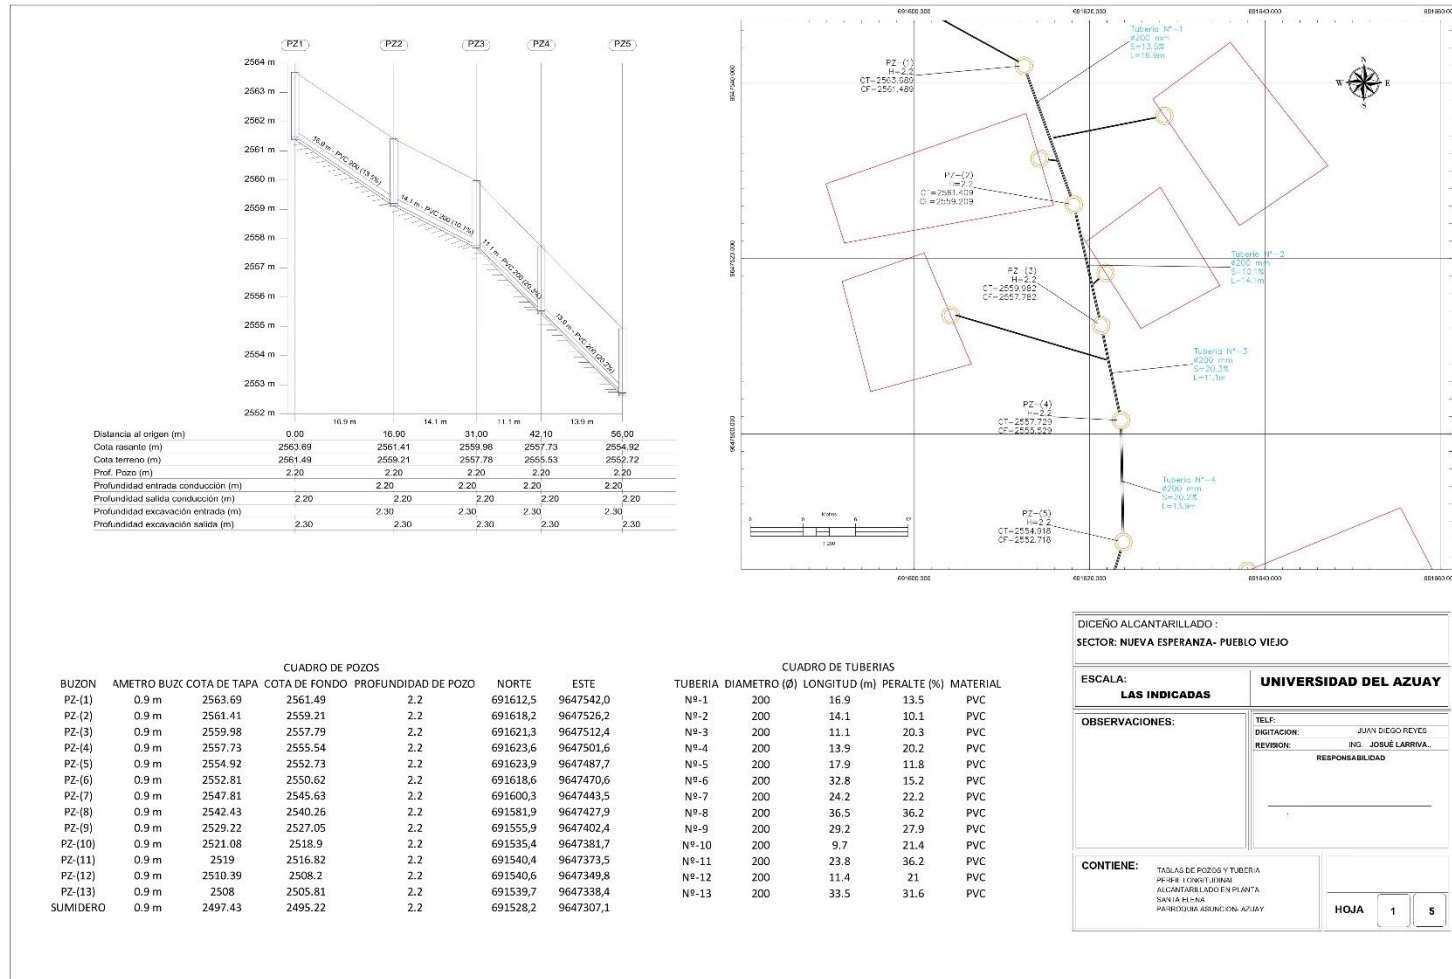 PZ1 PZ2 PZ3 PZ4 PZ5
2564 m
2563 m
2562 m
2561 m
2560 m
2559 m
2558 m
2557 m
2556 m
2555 m
2554 m
2553 m
2552 m
16.9 m - PVC 200 (13.5%)
14.1 m - PVC 200 (10.1%)
11.1 m - PVC 200 (20.3%)
13.9 m - PVC 200 (20.2%)
16.9 m 14.1 m 11.1 m 13.9 m
Distancia al origen (m) 0.00 16,90 31,00 42,10 56,00
Cota rasante (m) 2563.69 2561.41 2559.98 2557.73 2554.92
Cota terreno (m) 2561.49 2559.21 2557.78 2555.53 2552.72
Prof. Pozo (m) 2.20 2.20 2.20 2.20 2.20
Profundidad entrada conducción (m) 2.20 2.20 2.20 2.20
Profundidad salida conducción (m) 2.20 2.20 2.20 2.20 2.20
Profundidad excavación entrada (m) 2.30 2.30 2.30 2.30
Profundidad excavación salida (m) 2.30 2.30 2.30 2.30 2.30
691600.000 691620.000 691640.000
PZ-(1)
H=2.2
CT=2563.689
CF=2561.489
Tuberia N°-1
ø200 mm
S=13.5%
L=16.9m
N
W E
S
PZ-(2)
H=2.2
CT=2561.409
CF=2559.209
Tuberia N°-2
ø200 mm
S=10.1%
L=14.1m
PZ-(3)
H=2.2
CT=2559.982
CF=2557.782
Tuberia N°-3
ø200 mm
S=20.3%
L=11.1m
PZ-(4)
H=2.2
CT=2557.729
CF=2555.529
Tuberia N°-4
ø200 mm
S=20.2%
L=13.9m
PZ-(5)
H=2.2
CT=2554.918
CF=2552.718
691600.000 691620.000 691640.000
CUADRO DE POZOS
BUZON AMETRO BUZ COTA DE TAPA COTA DE FONDO PROFUNDIDAD DE POZO NORTE ESTE
PZ-(1) 0.9 m 2563.69 2561.49 2.2 691612,5 9647542,0
PZ-(2) 0.9 m 2561.41 2559.21 2.2 691618,2 9647526,2
PZ-(3) 0.9 m 2559.98 2557.79 2.2 691621,3 9647512,4
PZ-(4) 0.9 m 2557.73 2555.54 2.2 691623,6 9647501,6
PZ-(5) 0.9 m 2554.92 2552.73 2.2 691623,9 9647487,7
PZ-(6) 0.9 m 2552.81 2550.62 2.2 691618,6 9647470,6
PZ-(7) 0.9 m 2547.81 2545.63 2.2 691600,3 9647443,5
PZ-(8) 0.9 m 2542.43 2540.26 2.2 691581,9 9647427,9
PZ-(9) 0.9 m 2529.22 2527.05 2.2 691555,9 9647402,4
PZ-(10) 0.9 m 2521.08 2518.9 2.2 691535,4 9647381,7
PZ-(11) 0.9 m 2519 2516.82 2.2 691540,4 9647373,5
PZ-(12) 0.9 m 2510.39 2508.2 2.2 691540,6 9647349,8
PZ-(13) 0.9 m 2508 2505.81 2.2 691539,7 9647338,4
SUMIDERO 0.9 m 2497.43 2495.22 2.2 691528,2 9647307,1
CUADRO DE TUBERIAS
TUBERIA DIAMETRO (Ø) LONGITUD (m) PERALTE (%) MATERIAL
Nº-1 200 16.9 13.5 PVC
Nº-2 200 14.1 10.1 PVC
Nº-3 200 11.1 20.3 PVC
Nº-4 200 13.9 20.2 PVC
Nº-5 200 17.9 11.8 PVC
Nº-6 200 32.8 15.2 PVC
Nº-7 200 24.2 22.2 PVC
Nº-8 200 36.5 36.2 PVC
Nº-9 200 29.2 27.9 PVC
Nº-10 200 9.7 21.4 PVC
Nº-11 200 23.8 36.2 PVC
Nº-12 200 11.4 21 PVC
Nº-13 200 33.5 31.6 PVC
DICEÑO ALCANTARILLADO :
SECTOR: NUEVA ESPERANZA- PUEBLO VIEJO
ESCALA:
LAS INDICADAS
UNIVERSIDAD DEL AZUAY
OBSERVACIONES:
TELF:
DIGITACION: JUAN DIEGO REYES
REVISION: ING. JOSUÉ LARRIVA..
RESPONSABILIDAD
CONTIENE:
TABLAS DE POZOS Y TUBERIA
PERFIL LONGITUDINAL
ALCANTARILLADO EN PLANTA
SANTA ELENA
PARROQUIA ASUNCION- AZUAY
HOJA 1 5